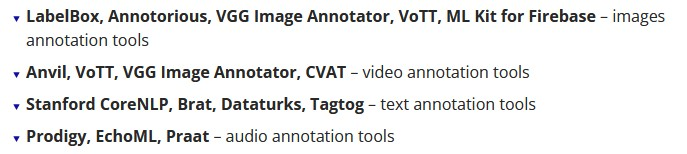 ▾ LabelBox, Annotorious, VGG Image Annotator, VoTT, ML Kit for Firebase – images
annotation tools
▾ Anvil, VoTT, VGG Image Annotator, CVAT – video annotation tools
▾ Stanford CoreNLP, Brat, Dataturks, Tagtog – text annotation tools
▾ Prodigy, EchoML, Praat – audio annotation tools